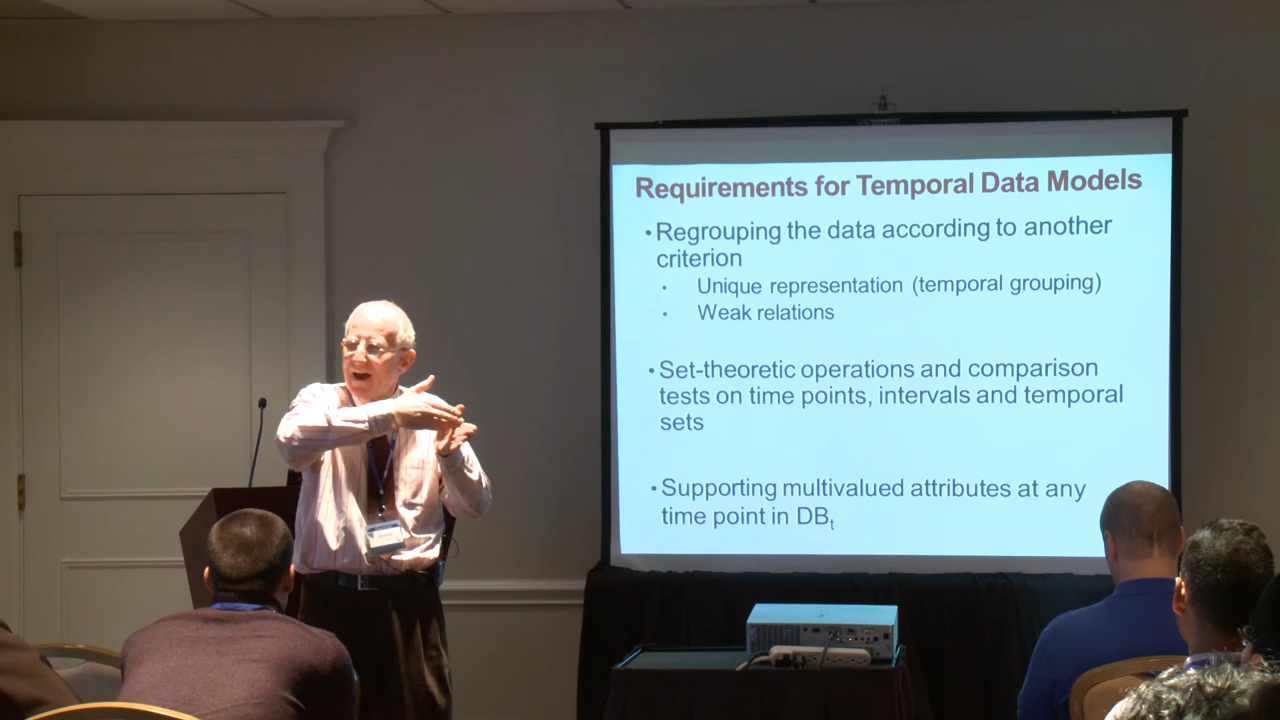 Requirements for Temporal Data Models
• Regrouping the data according to another
criterion
• Unique representation (temporal grouping)
• Weak relations
• Set-theoretic operations and comparison
tests on time points, intervals and temporal
sets
• Supporting multivalued attributes at any
time point in DBt